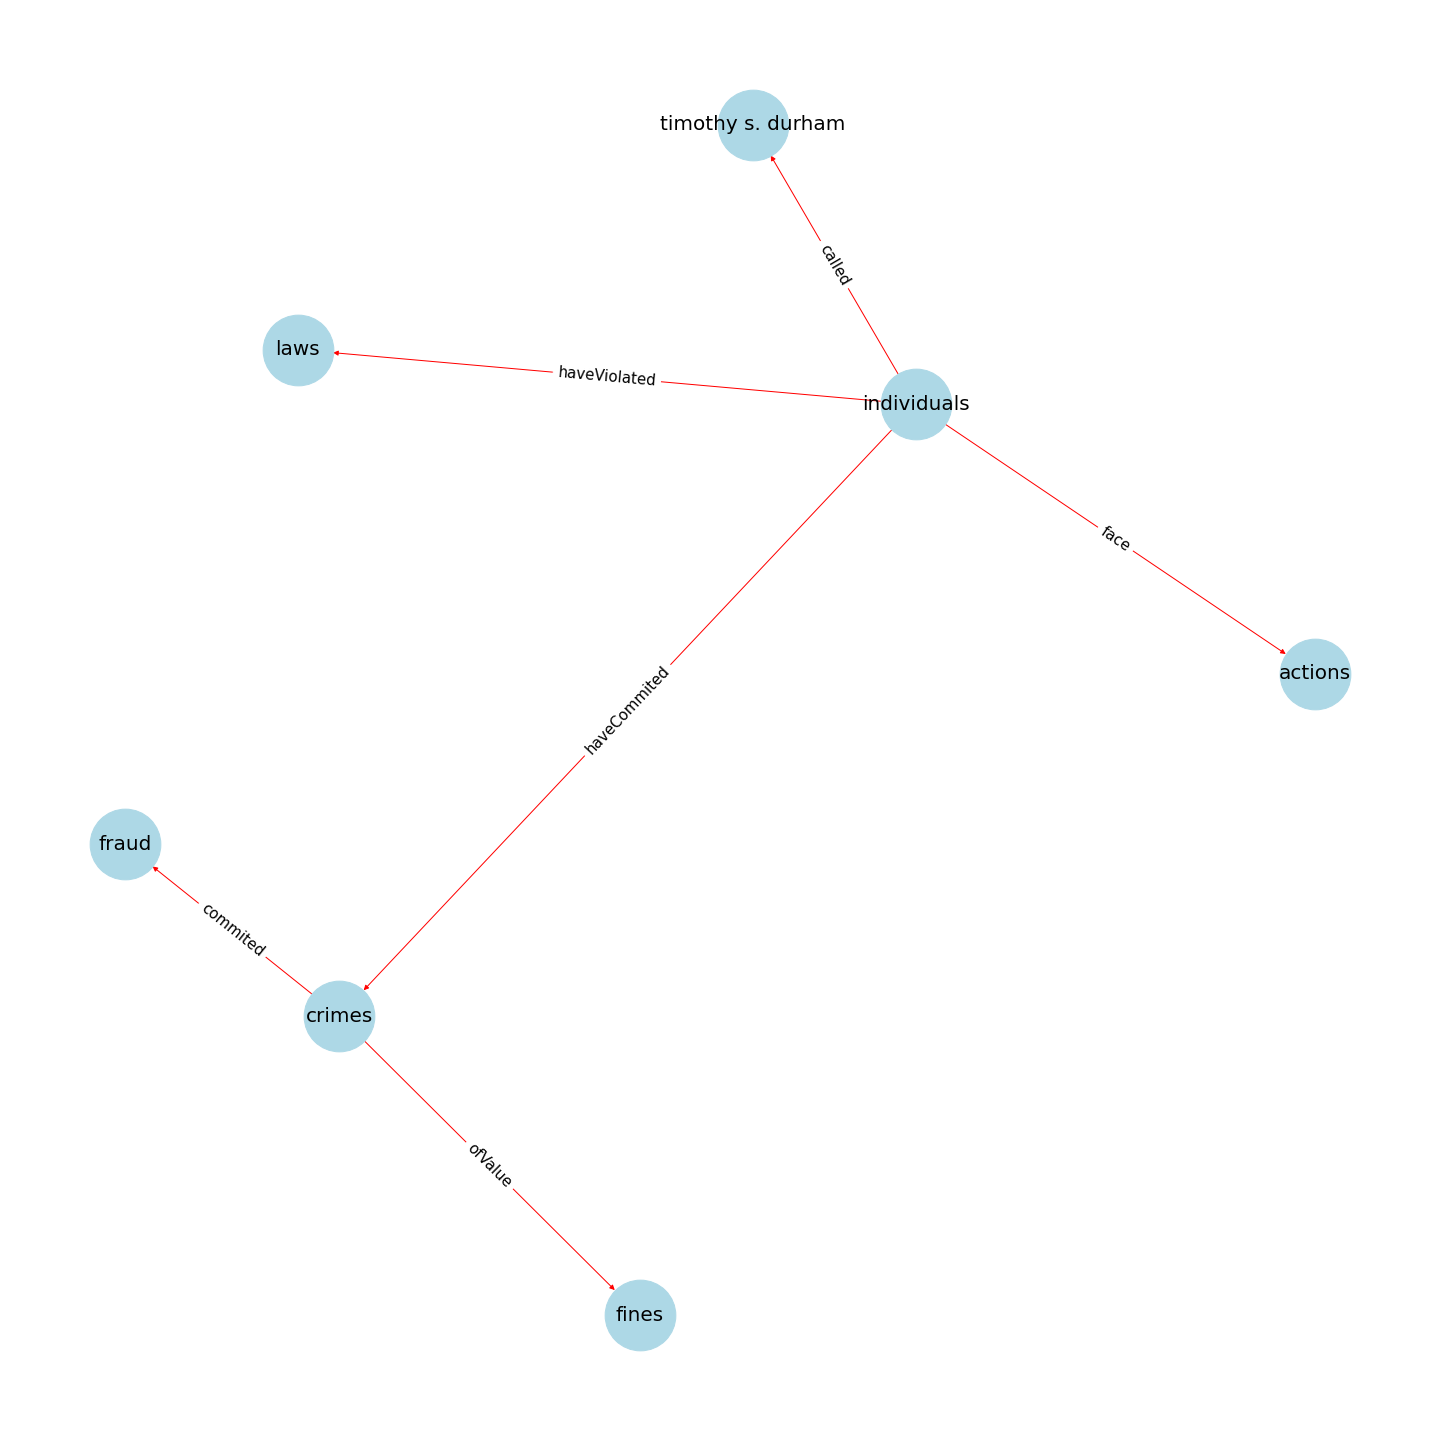 timothy s. durham
called
laws
haveViolated
individuals
face
actions
haveCommited
fraud
commited
crimes
ofValue
fines